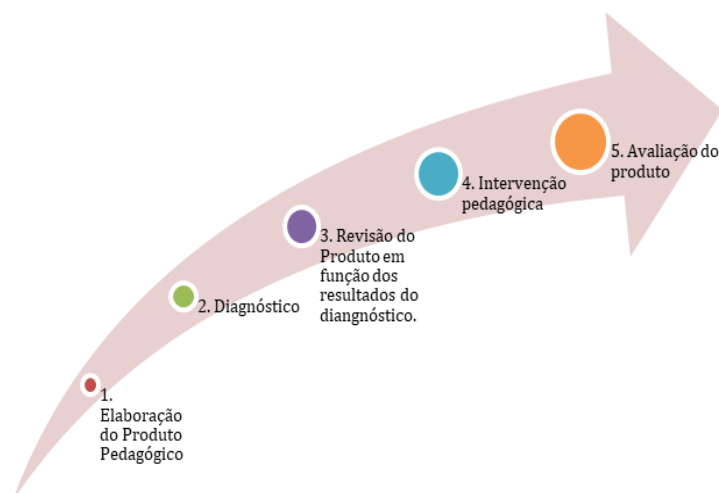 1.
Elaboração
do Produto
Pedagógico
2. Diagnóstico
3. Revisão do
Produto em
função dos
resultados do
diangnóstico.
4. Intervenção
pedagógica
5. Avaliação do
produto